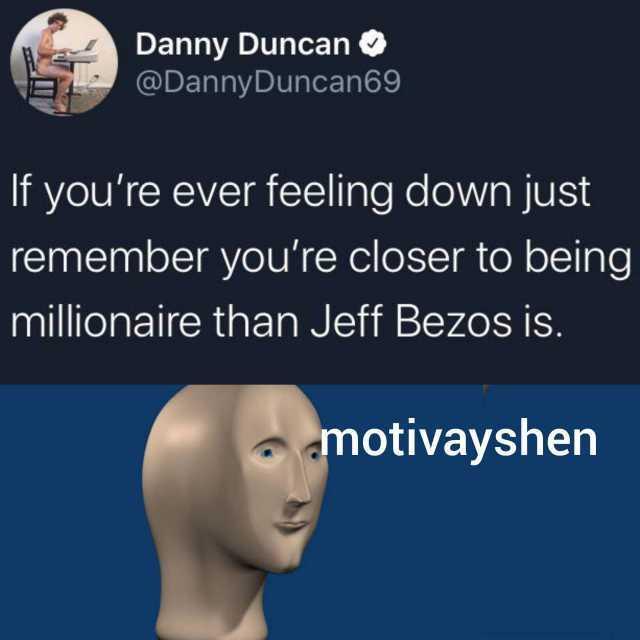 Danny Duncan
@DannyDuncan69
If you're ever feeling down just
remember you're closer to being
millionaire than Jeff Bezos is.
motivayshen